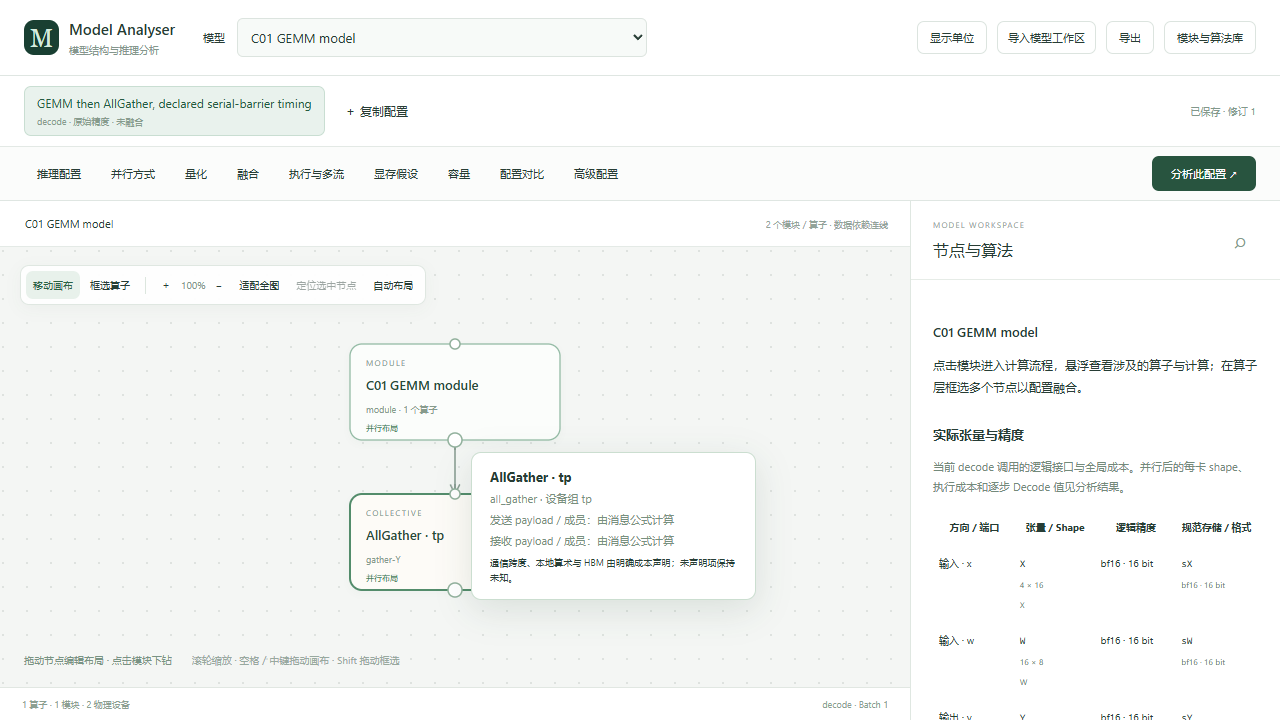 M
Model Analyser
模型结构与推理分析
模型
C01 GEMM model
显示单位
导入模型工作区
导出
模块与算法库
GEMM then AllGather, declared serial-barrier timing
decode · 原始精度 · 未融合
+ 复制配置
已保存 · 修订 1
推理配置
并行方式
量化
融合
执行与多流
显存假设
容量
配置对比
高级配置
分析此配置 ↗
C01 GEMM model
2 个模块 / 算子 · 数据依赖连线
移动画布
框选算子
+
100%
−
适配全图
定位选中节点
自动布局
MODULE
C01 GEMM module
module · 1 个算子
并行布局
COLLECTIVE
AllGather · tp
gather-Y
并行布局
AllGather · tp
all_gather · 设备组 tp
发送 payload / 成员：由消息公式计算
接收 payload / 成员：由消息公式计算
通信跨度、本地算术与 HBM 由明确成本声明；未声明项保持
未知。
拖动节点编辑布局 · 点击模块下钻
滚轮缩放 · 空格 / 中键拖动画布 · Shift 拖动框选
1 算子 · 1 模块 · 2 物理设备
decode · Batch 1
MODEL WORKSPACE
节点与算法
C01 GEMM model
点击模块进入计算流程，悬浮查看涉及的算子与计算；在算子
层框选多个节点以配置融合。
实际张量与精度
当前 decode 调用的逻辑接口与全局成本。并行后的每卡 shape、
执行成本和逐步 Decode 值见分析结果。
方向 / 端口
张量 / Shape
逻辑精度
规范存储 / 格式
输入 · x
X
bf16 · 16 bit
sX
4 × 16
bf16 · 16 bit
X
输入 · w
W
bf16 · 16 bit
sW
16 × 8
bf16 · 16 bit
W
输出 · y
Y
bf16 · 16 bit
sY